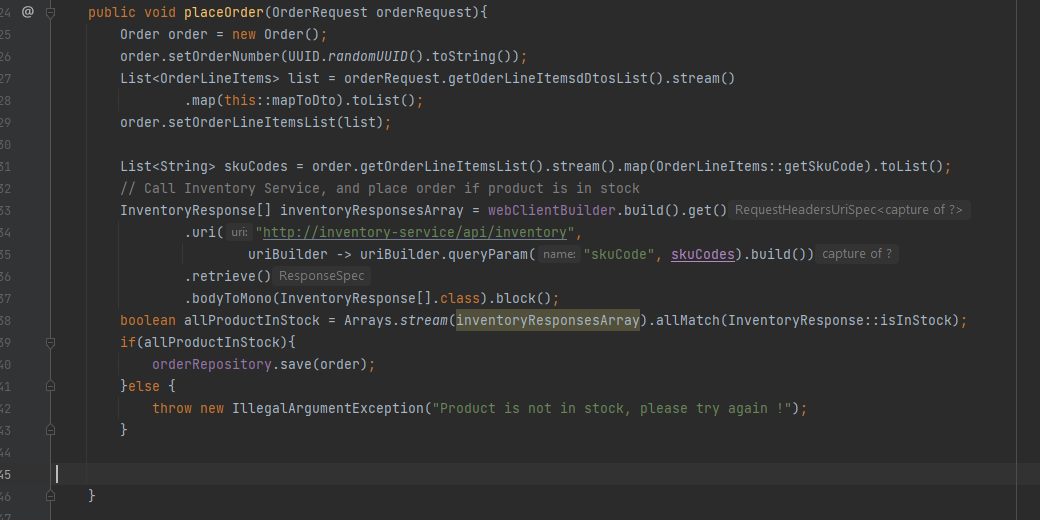 24 @ public void placeOrder(OrderRequest orderRequest){
25 Order order = new Order();
26 order.setOrderNumber(UUID.randomUUID().toString());
27 List<OrderLineItems> list = orderRequest.getOderLineItemsdDtosList().stream()
28 .map(this::mapToDto).toList();
29 order.setOrderLineItemsList(list);
30
31 List<String> skuCodes = order.getOrderLineItemsList().stream().map(OrderLineItems::getSkuCode).toList();
32 // Call Inventory Service, and place order if product is in stock
33 InventoryResponse[] inventoryResponsesArray = webClientBuilder.build().get() RequestHeadersUriSpec<capture of ?>
34 .uri( uri: "http://inventory-service/api/inventory",
35 uriBuilder -> uriBuilder.queryParam( name: "skuCode", skuCodes).build()) capture of ?
36 .retrieve() ResponseSpec
37 .bodyToMono(InventoryResponse[].class).block();
38 boolean allProductInStock = Arrays.stream(inventoryResponsesArray).allMatch(InventoryResponse::isInStock);
39 if(allProductInStock){
40 orderRepository.save(order);
41 }else {
42 throw new IllegalArgumentException("Product is not in stock, please try again !");
43 }
44
45
46 }
47